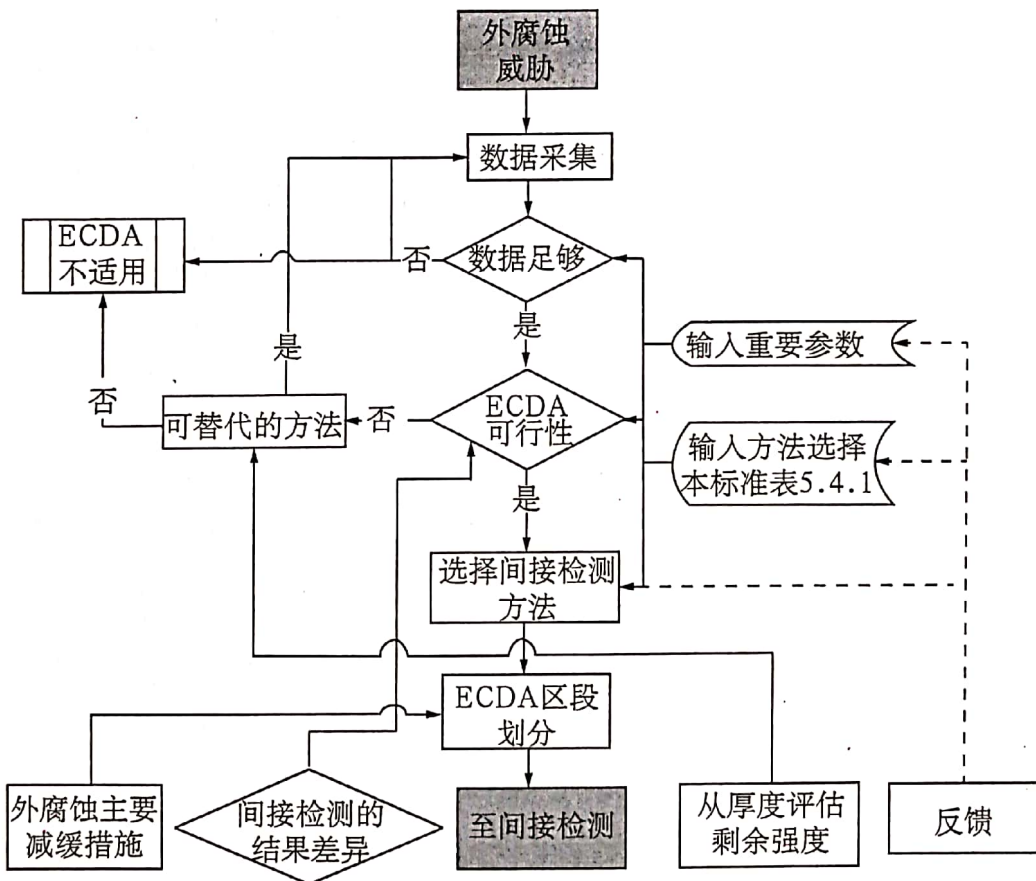 外腐蚀
威胁
数据采集
ECDA
不适用
否
数据足够
是
是
输入重要参数
否
可替代的方法
否
ECDA
可行性
输入方法选择
本标准表5.4.1
是
选择间接检测
方法
ECDA区段
划分
外腐蚀主要
减缓措施
间接检测的
结果差异
至间接检测
从厚度评估
剩余强度
反馈